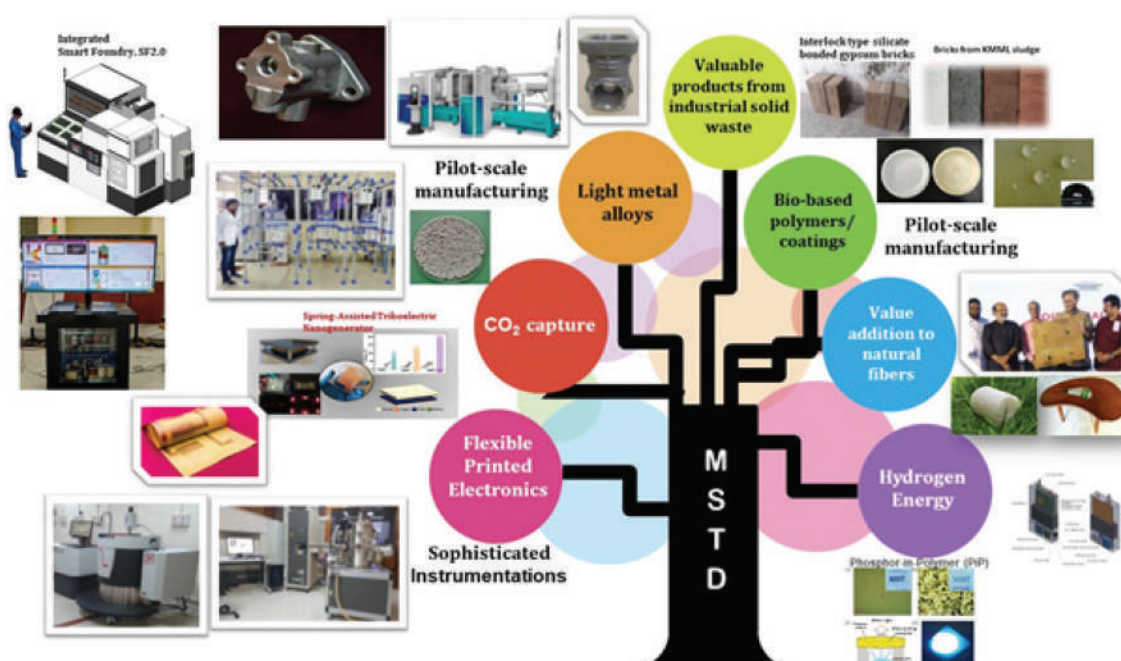 Integrated
Smart Foundry, SF2.0
Interlock type silicate
bonded gypsum bricks
Bricks from KMML sludge
Valuable
products from
industrial solid
waste
Pilot-scale
manufacturing
Light metal
alloys
Bio-based
polymers/
coatings
Pilot-scale
manufacturing
CO₂ capture
Value
addition to
natural
fibers
Spring-Assisted Triboelectric
Nanogenerator
Flexible
Printed
Electronics
M
S
T
D
Hydrogen
Energy
Sophisticated
Instrumentations
Phosphor-in-Polymer (PiP)